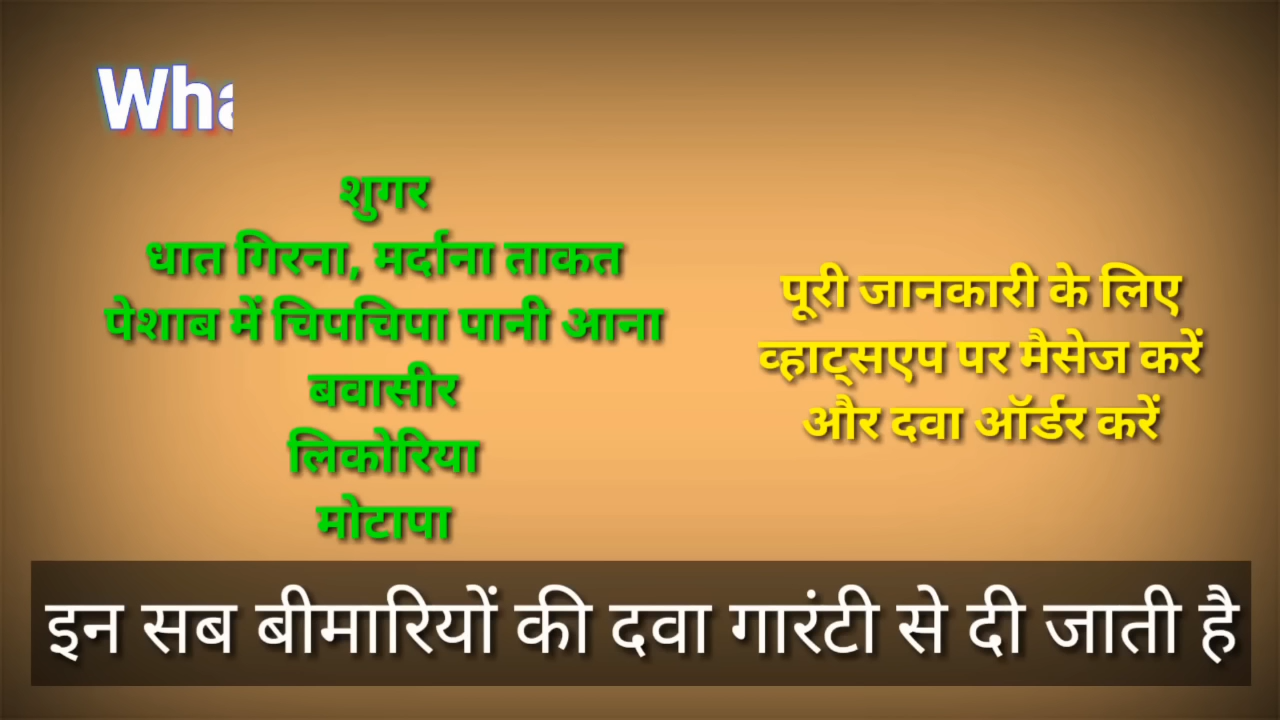 शुगर
धात गिरना, मर्दाना ताकत
पेशाब में चिपचिपा पानी आना
बवासीर
लिकोरिया
मोटापा
पूरी जानकारी के लिए
व्हाट्सएप पर मैसेज करें
और दवा ऑर्डर करें
इन सब बीमारियों की दवा गारंटी से दी जाती है